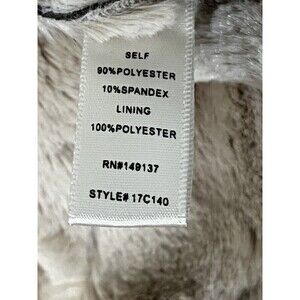 SELF
90%POLYESTER
10%SPANDEX
LINING
100%POLYESTER
RN#149137
STYLE# 17C140